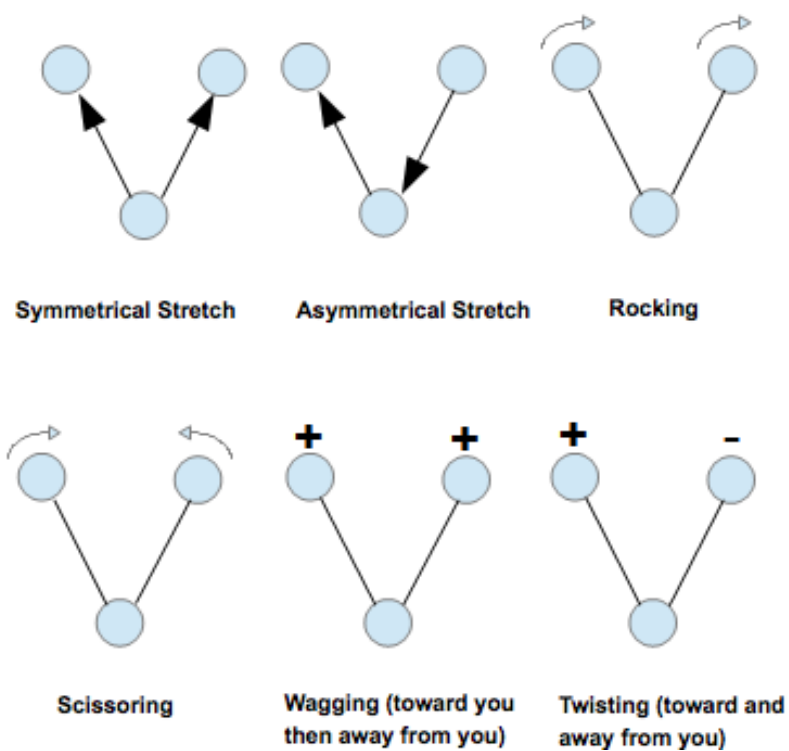 Symmetrical Stretch
Asymmetrical Stretch
Rocking
+ +
+ -
Scissoring
Wagging (toward you
then away from you)
Twisting (toward and
away from you)